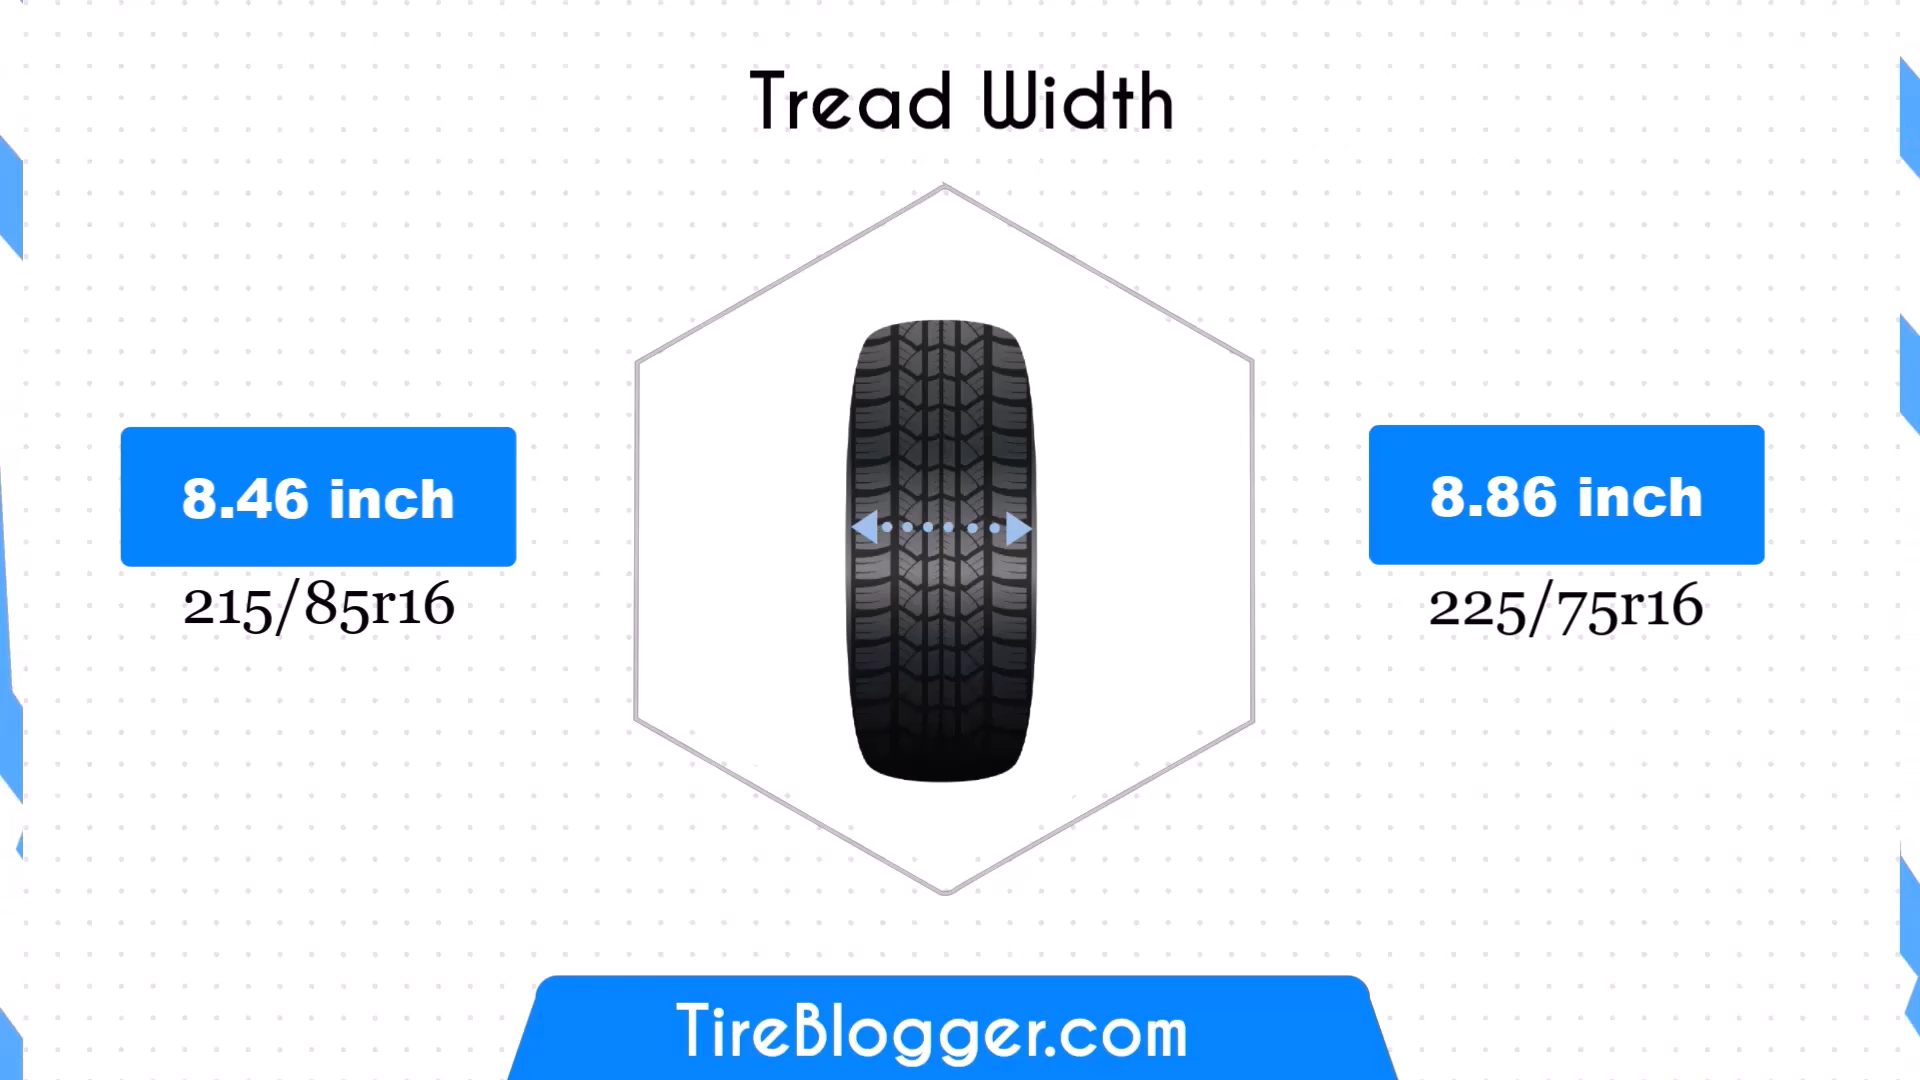 Tread Width
8.46 inch
215/85r16
8.86 inch
225/75r16
TireBlogger.com